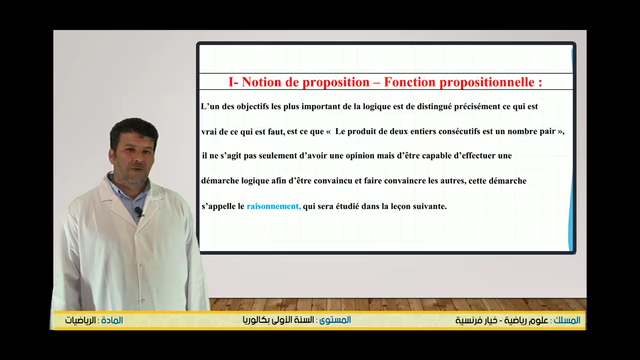 I- Notion de proposition – Fonction propositionnelle :
L'un des objectifs les plus important de la logique est de distingué précisément ce qui est
vrai de ce qui est faut, est ce que « Le produit de deux entiers consécutifs est un nombre pair »,
il ne s'agit pas seulement d'avoir une opinion mais d'être capable d'effectuer une
démarche logique afin d'être convaincu et faire convaincre les autres, cette démarche
s'appelle le raisonnement, qui sera étudié dans la leçon suivante.
المسلك : علوم رياضية - خيار فرنسية المستوى : السنة الأولى بكالوريا المادة : الرياضيات